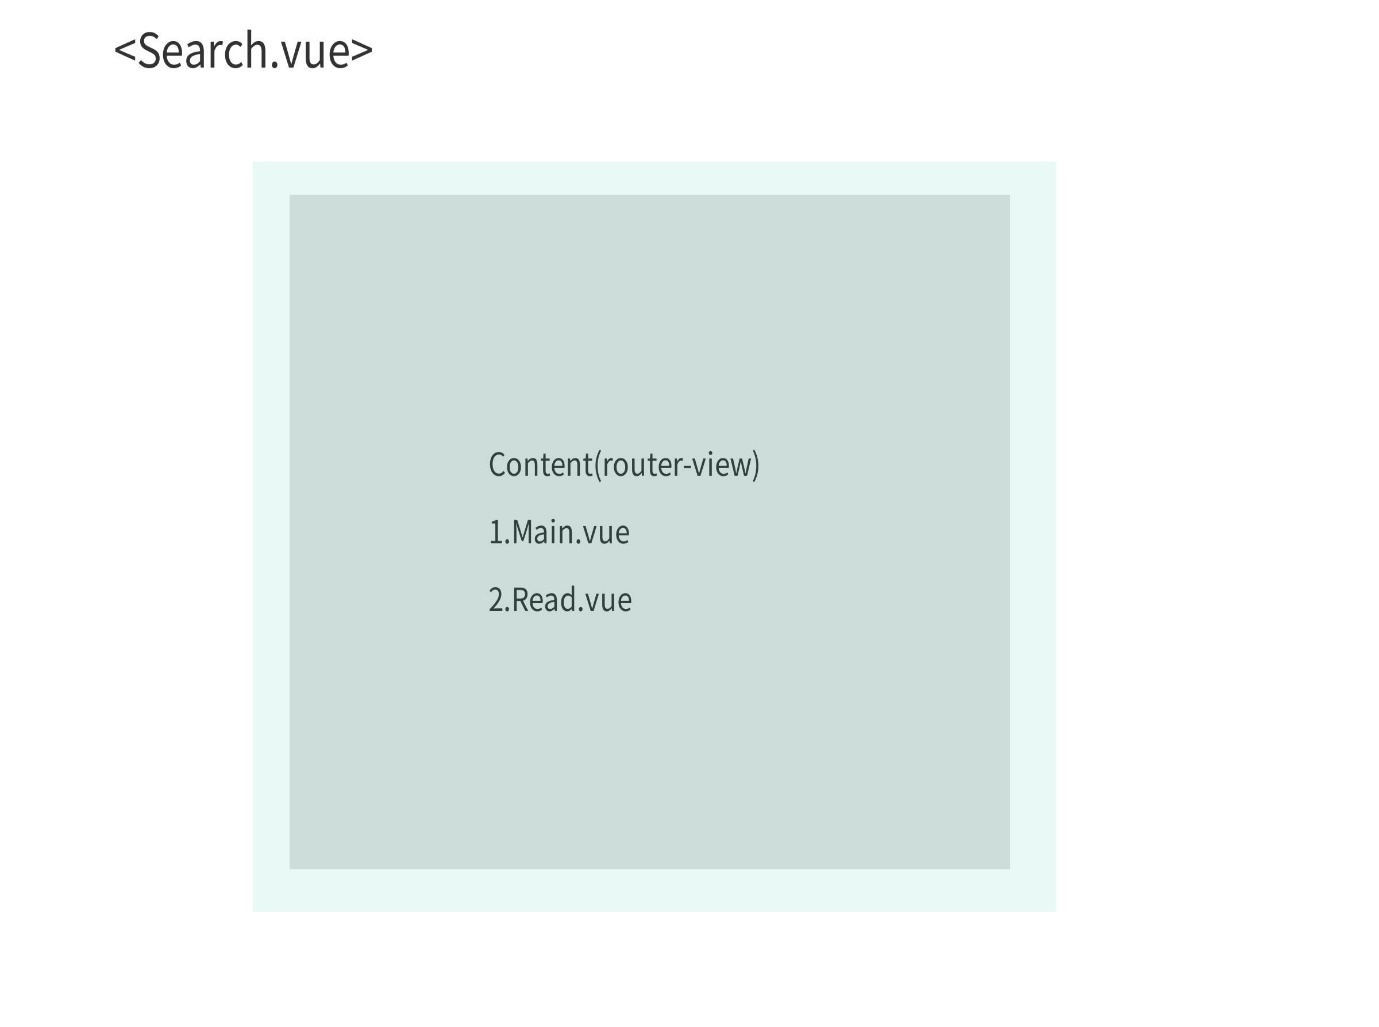 <Search.vue>
Content(router-view)
1.Main.vue
2.Read.vue